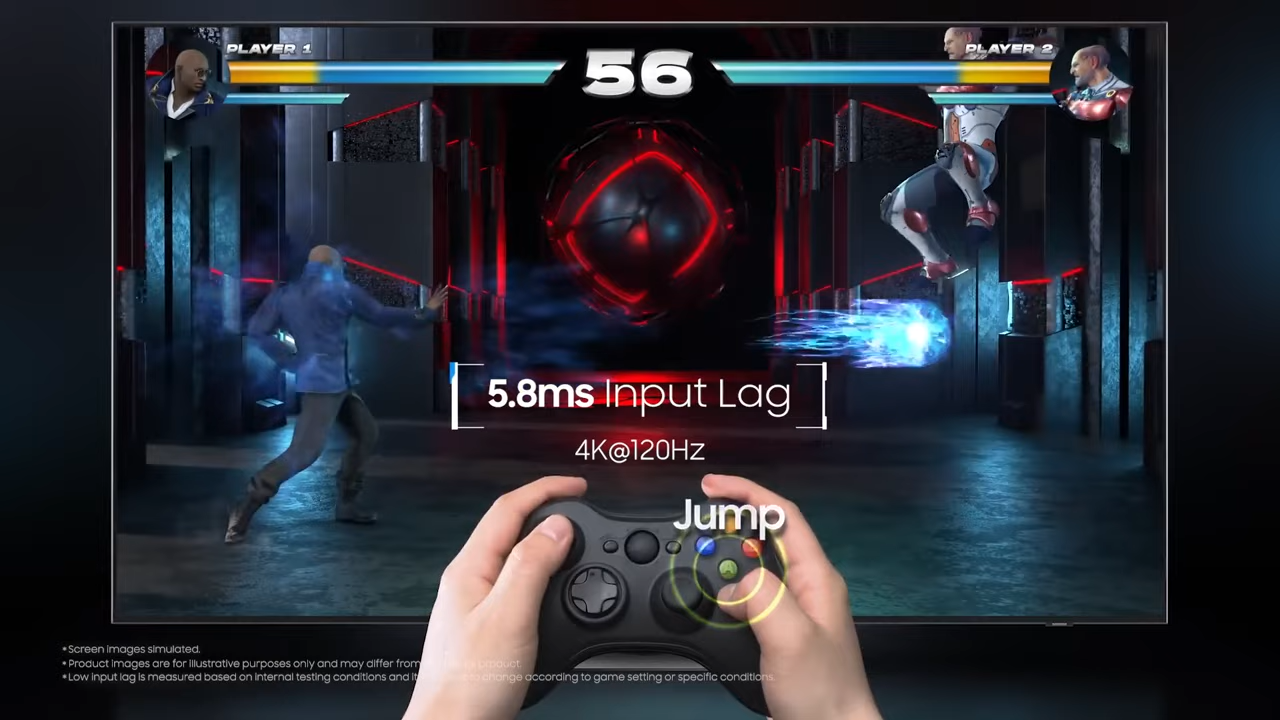 PLAYER 1
56
PLAYER 2
5.8ms Input Lag
4K@120Hz
Jump
A
*Screen images simulated.
*Product images are for illustrative purposes only and may differ from product.
*Low input lag is measured based on internal testing conditions and it change according to game setting or specific conditions.